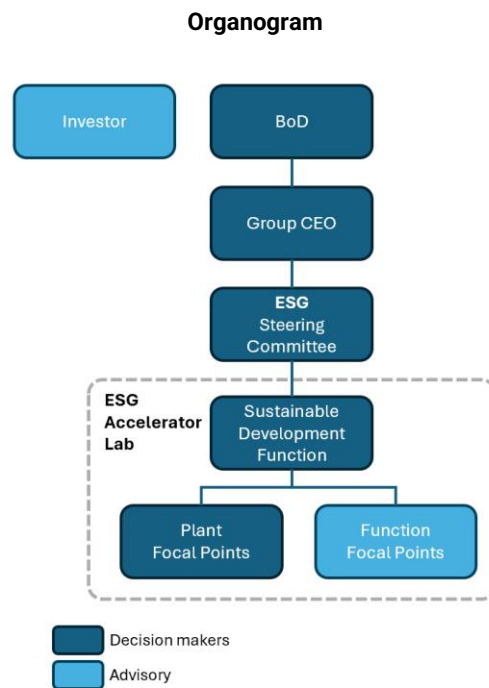 Organogram
Investor
BoD
Group CEO
ESG
Steering
Committee
ESG
Accelerator
Lab
Sustainable
Development
Function
Plant
Focal Points
Function
Focal Points
Decision makers
Advisory